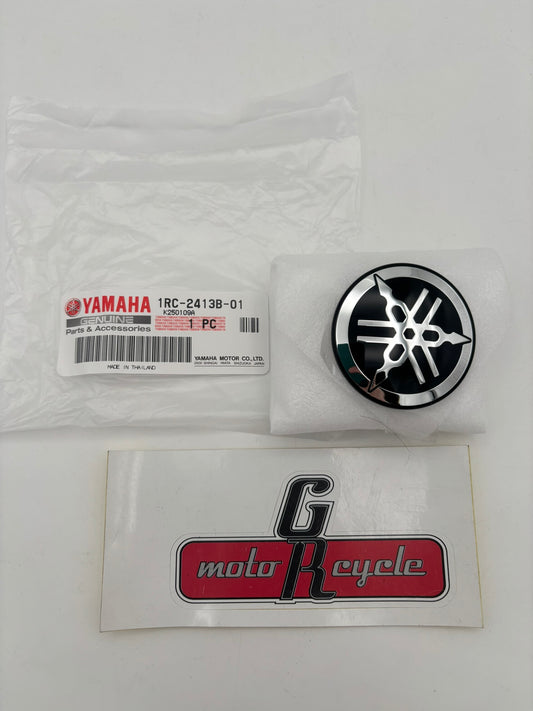 YAMAHA 1RC-2413B-01
GENUINE K250109A
Parts & Accessories 1 PC
YAMAHA MOTOR CO.,LTD.
MADE IN THAILAND
GR
moto cycle